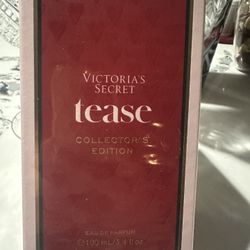 VICTORIA'S
SECRET
tease
COLLECTOR'S
EDITION
EAU DE PARFUM
℮ 100 mL/3.4 fl oz